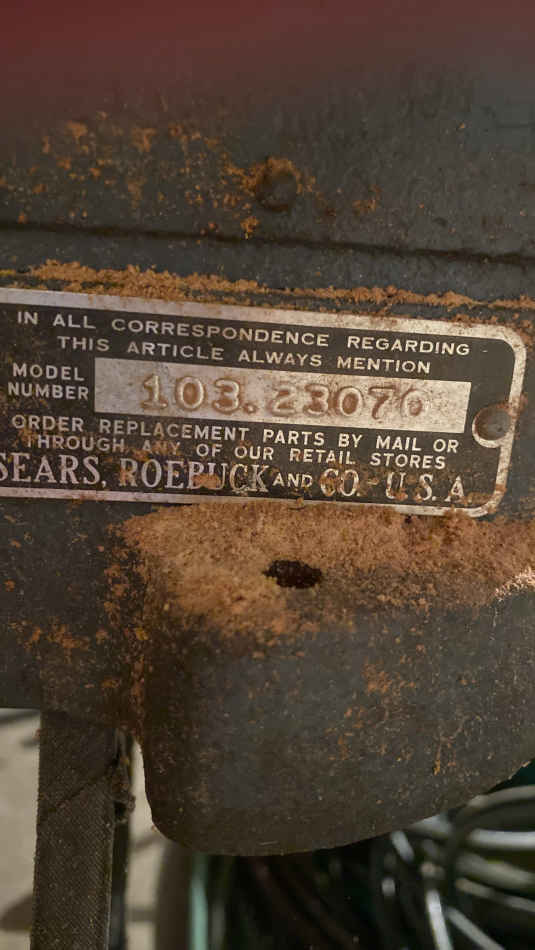 IN ALL CORRESPONDENCE REGARDING
THIS ARTICLE ALWAYS MENTION
MODEL
NUMBER
103.23070
ORDER REPLACEMENT PARTS BY MAIL OR
THROUGH ANY OF OUR RETAIL STORES
SEARS, ROEBUCK AND CO. U.S.A.